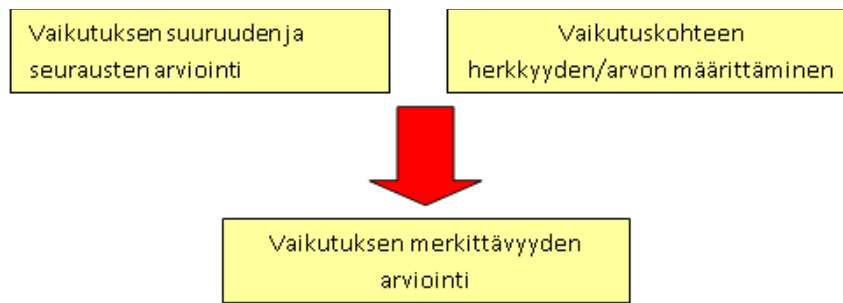 Vaikutuksen suuruuden ja
seurausten arviointi
Vaikutuskohteen
herkkyyden/arvon määrittäminen
Vaikutuksen merkittävyyden
arviointi